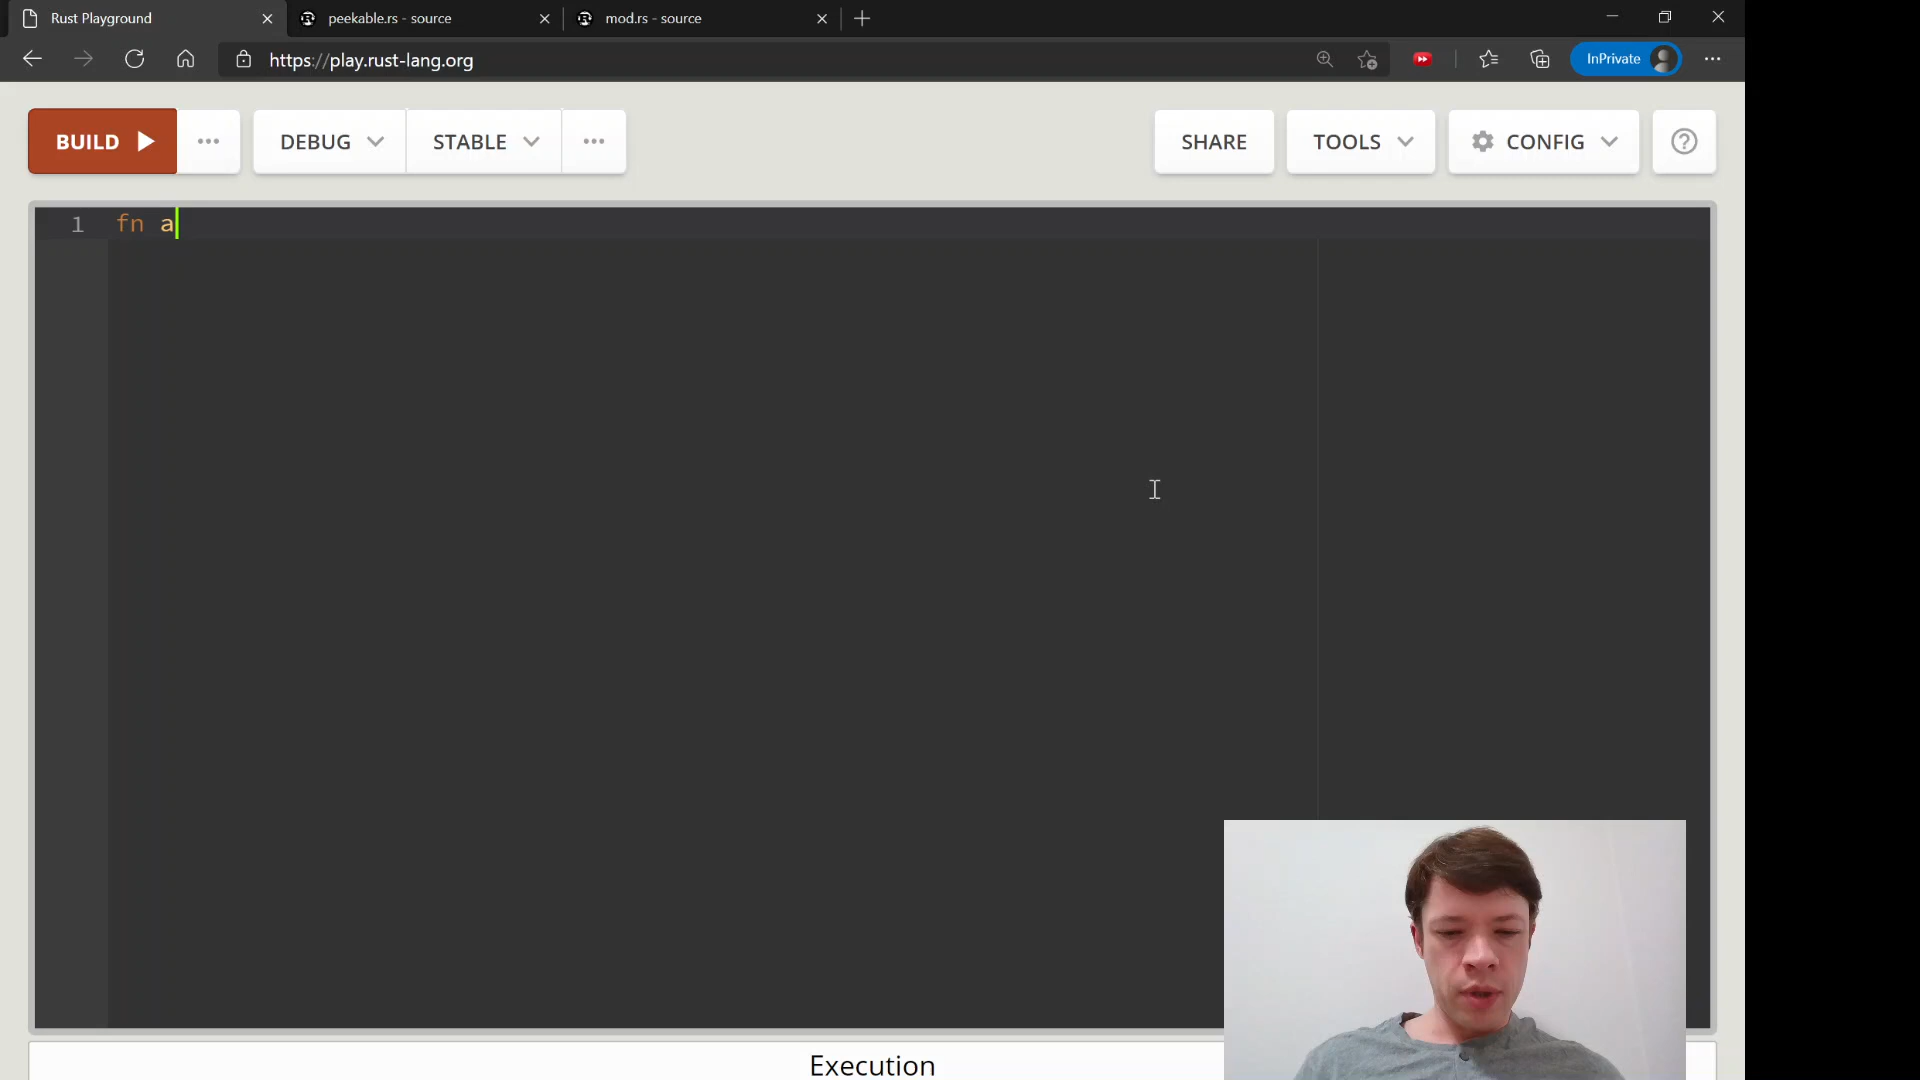 Rust Playground
peekable.rs - source
mod.rs - source
https://play.rust-lang.org
InPrivate
BUILD
DEBUG
STABLE
SHARE
TOOLS
CONFIG
1 fn a
Execution